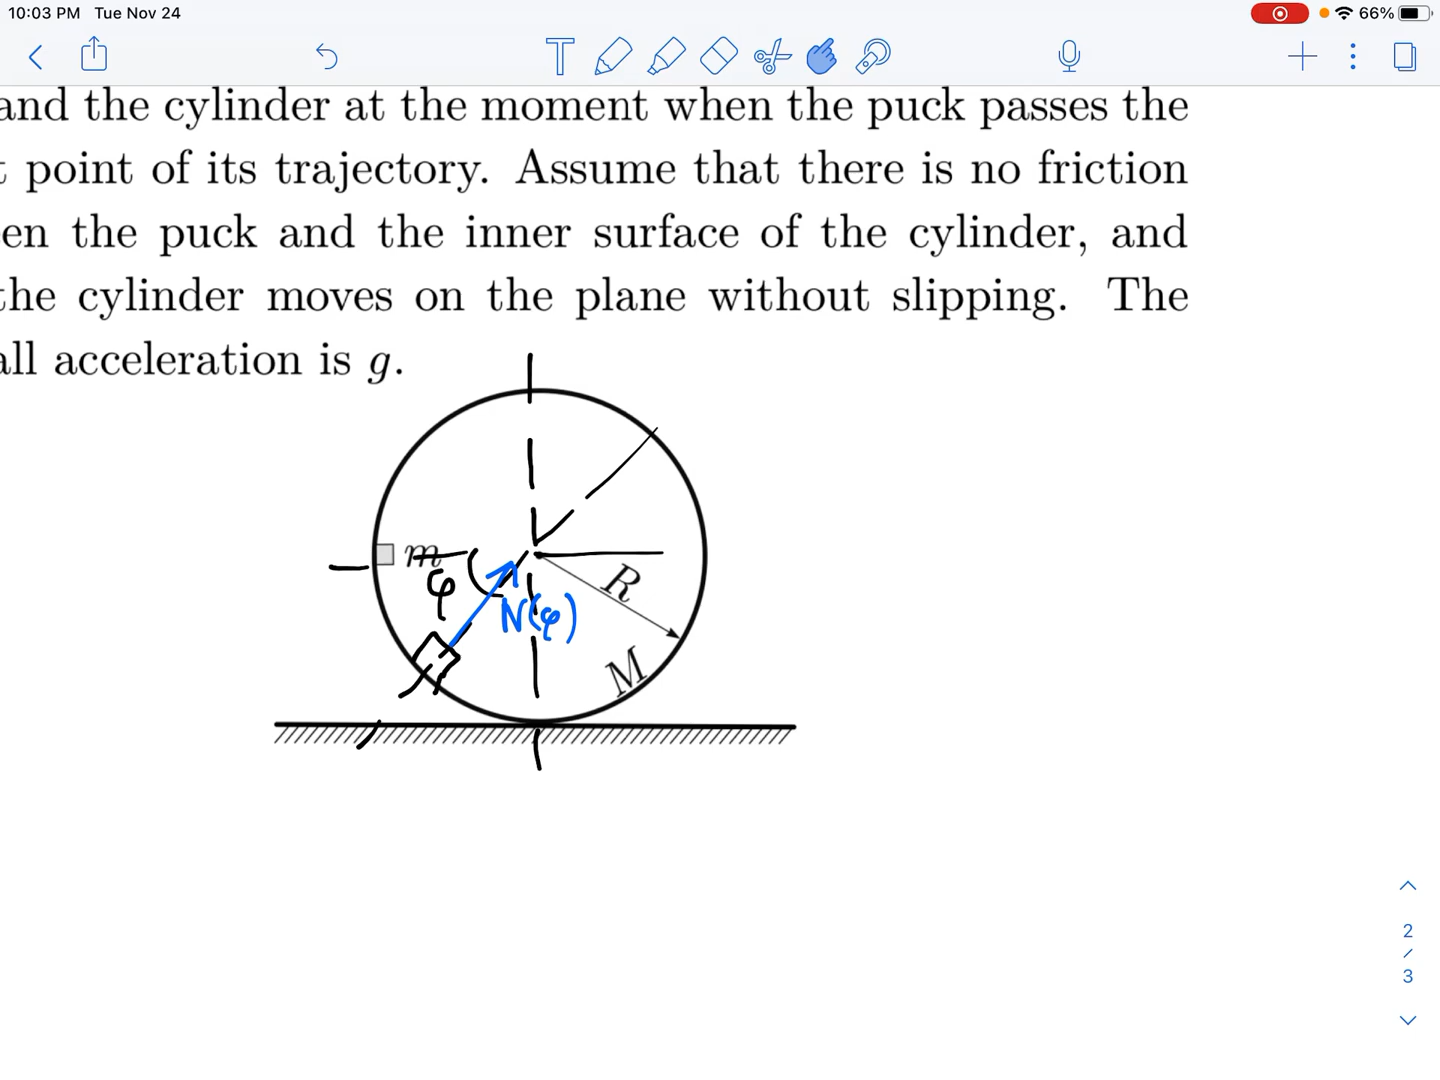 10:03 PM Tue Nov 24
66%
T
and the cylinder at the moment when the puck passes the
point of its trajectory. Assume that there is no friction
en the puck and the inner surface of the cylinder, and
the cylinder moves on the plane without slipping. The
all acceleration is g.
m
φ
N(φ)
R
M
2
/
3